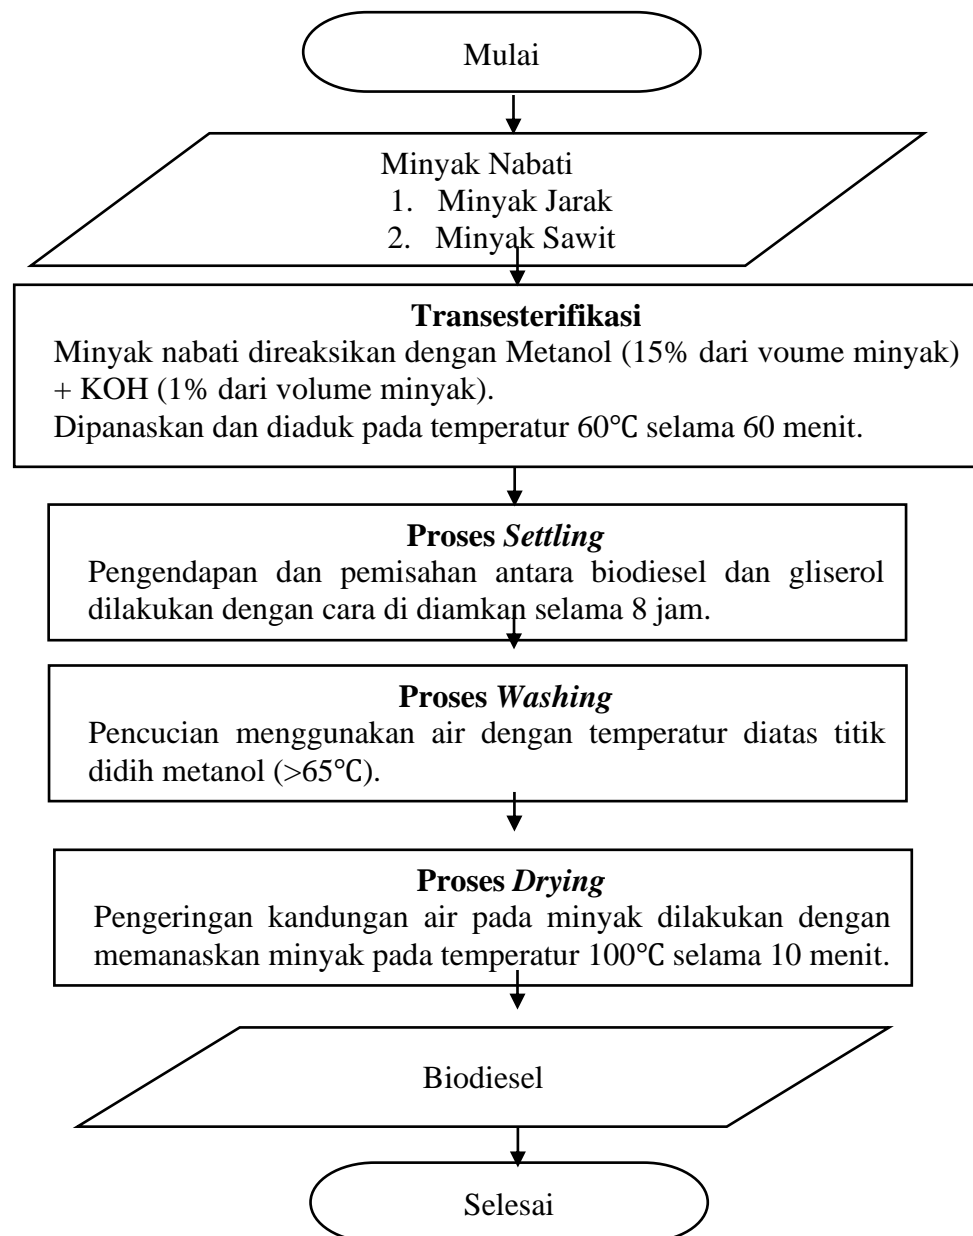 Mulai
Minyak Nabati
1. Minyak Jarak
2. Minyak Sawit
Transesterifikasi
Minyak nabati direaksikan dengan Metanol (15% dari voume minyak)
+ KOH (1% dari volume minyak).
Dipanaskan dan diaduk pada temperatur 60℃ selama 60 menit.
Proses Settling
Pengendapan dan pemisahan antara biodiesel dan gliserol
dilakukan dengan cara di diamkan selama 8 jam.
Proses Washing
Pencucian menggunakan air dengan temperatur diatas titik
didih metanol (>65℃).
Proses Drying
Pengeringan kandungan air pada minyak dilakukan dengan
memanaskan minyak pada temperatur 100℃ selama 10 menit.
Biodiesel
Selesai